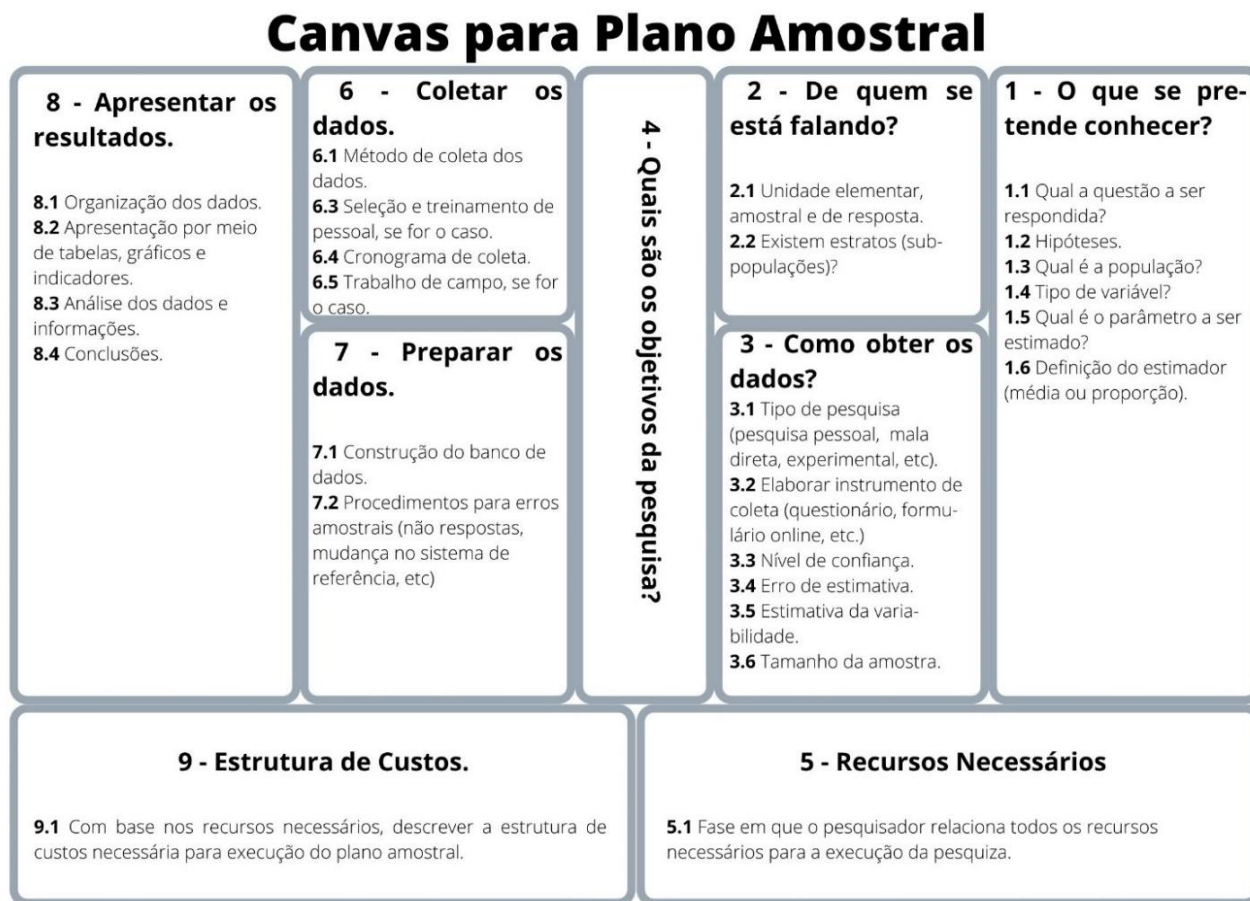 Canvas para Plano Amostral
8 - Apresentar os
resultados.
8.1 Organização dos dados.
8.2 Apresentação por meio
de tabelas, gráficos e
indicadores.
8.3 Análise dos dados e
informações.
8.4 Conclusões.
6 - Coletar os
dados.
6.1 Método de coleta dos
dados.
6.3 Seleção e treinamento de
pessoal, se for o caso.
6.4 Cronograma de coleta.
6.5 Trabalho de campo, se for
o caso.
7 - Preparar os
dados.
7.1 Construção do banco de
dados.
7.2 Procedimentos para erros
amostrais (não respostas,
mudança no sistema de
referência, etc)
4 - Quais são os objetivos da pesquisa?
2 - De quem se
está falando?
2.1 Unidade elementar,
amostral e de resposta.
2.2 Existem estratos (sub-
populações)?
3 - Como obter os
dados?
3.1 Tipo de pesquisa
(pesquisa pessoal, mala
direta, experimental, etc).
3.2 Elaborar instrumento de
coleta (questionário, formu-
lário online, etc.)
3.3 Nível de confiança.
3.4 Erro de estimativa.
3.5 Estimativa da varia-
bilidade.
3.6 Tamanho da amostra.
1 - O que se pre-
tende conhecer?
1.1 Qual a questão a ser
respondida?
1.2 Hipóteses.
1.3 Qual é a população?
1.4 Tipo de variável?
1.5 Qual é o parâmetro a ser
estimado?
1.6 Definição do estimador
(média ou proporção).
9 - Estrutura de Custos.
9.1 Com base nos recursos necessários, descrever a estrutura de
custos necessária para execução do plano amostral.
5 - Recursos Necessários
5.1 Fase em que o pesquisador relaciona todos os recursos
necessários para a execução da pesquiza.